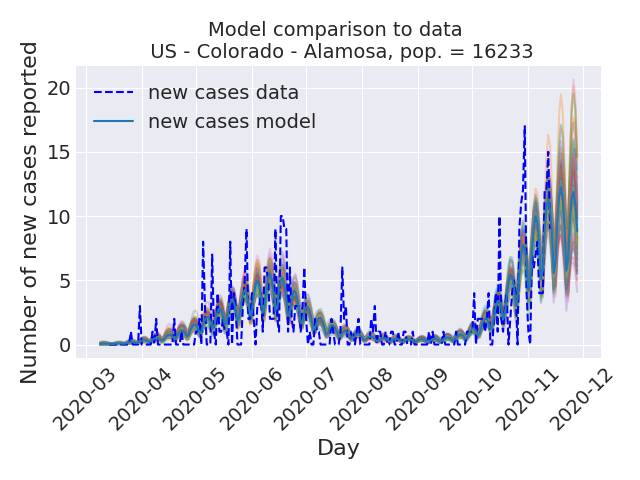 Model comparison to data
US - Colorado - Alamosa, pop. = 16233
Number of new cases reported
20
15
10
5
0
new cases data
new cases model
2020-03
2020-04
2020-05
2020-06
2020-07
2020-08
2020-09
2020-10
2020-11
2020-12
Day